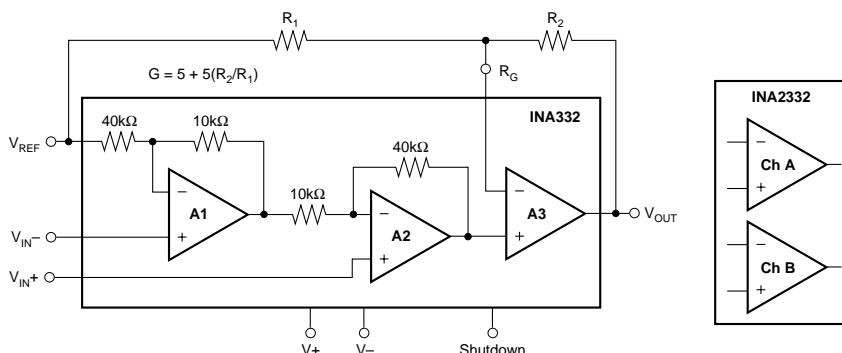 R1
R2
G = 5 + 5(R2/R1)
RG
INA332
INA2332
40kΩ
10kΩ
VREF
40kΩ
Ch A
−
+
−
A1
+
10kΩ
−
A2
+
−
A3
+
VOUT
VIN−
VIN+
−
Ch B
+
V+
V−
Shutdown